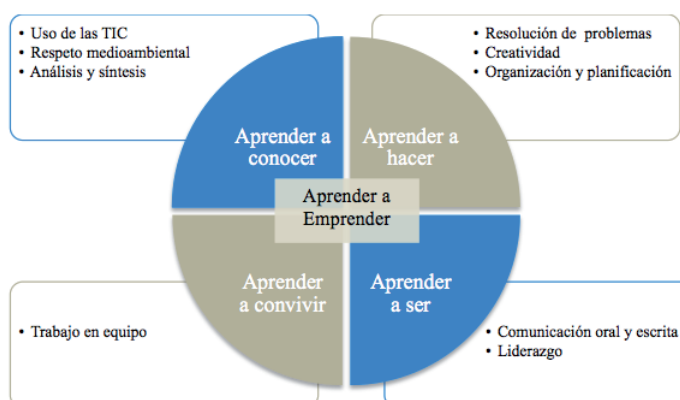 • Uso de las TIC
• Respeto medioambiental
• Análisis y síntesis
• Resolución de problemas
• Creatividad
• Organización y planificación
Aprender a
conocer
Aprender a
hacer
Aprender a
Emprender
Aprender
a convivir
Aprender
a ser
• Trabajo en equipo
• Comunicación oral y escrita
• Liderazgo